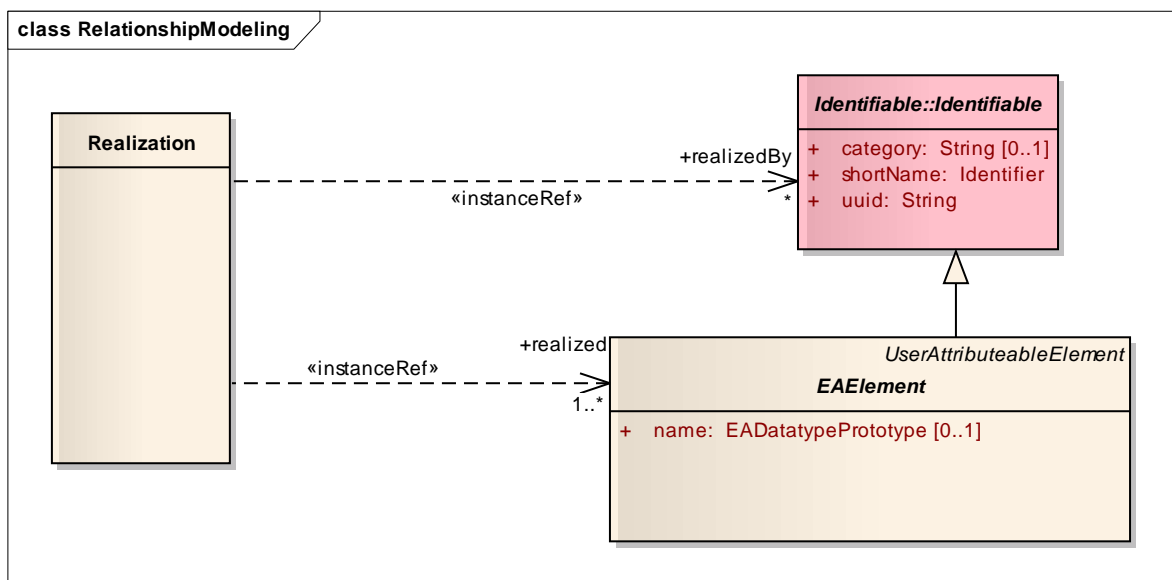 class RelationshipModeling
Identifiable::Identifiable
+ category: String [0..1]
+ shortName: Identifier
+ uuid: String
Realization
+realizedBy
«instanceRef»
*
+realized
«instanceRef»
1..*
UserAttributeableElement
EAElement
+ name: EADatatypePrototype [0..1]